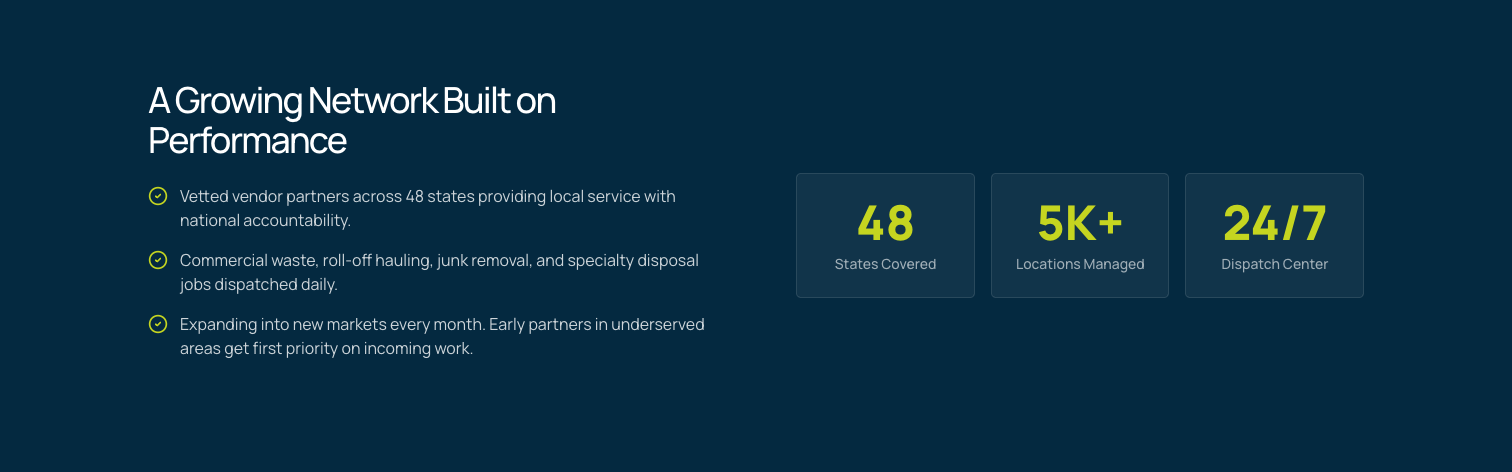 A Growing Network Built on
Performance
Vetted vendor partners across 48 states providing local service with
national accountability.
Commercial waste, roll-off hauling, junk removal, and specialty disposal
jobs dispatched daily.
Expanding into new markets every month. Early partners in underserved
areas get first priority on incoming work.
48
States Covered
5K+
Locations Managed
24/7
Dispatch Center